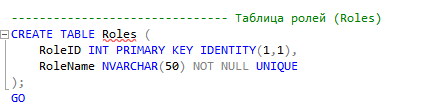 ------------------------------ Таблица ролей (Roles)
CREATE TABLE Roles (
    RoleID INT PRIMARY KEY IDENTITY(1,1),
    RoleName NVARCHAR(50) NOT NULL UNIQUE
);
GO